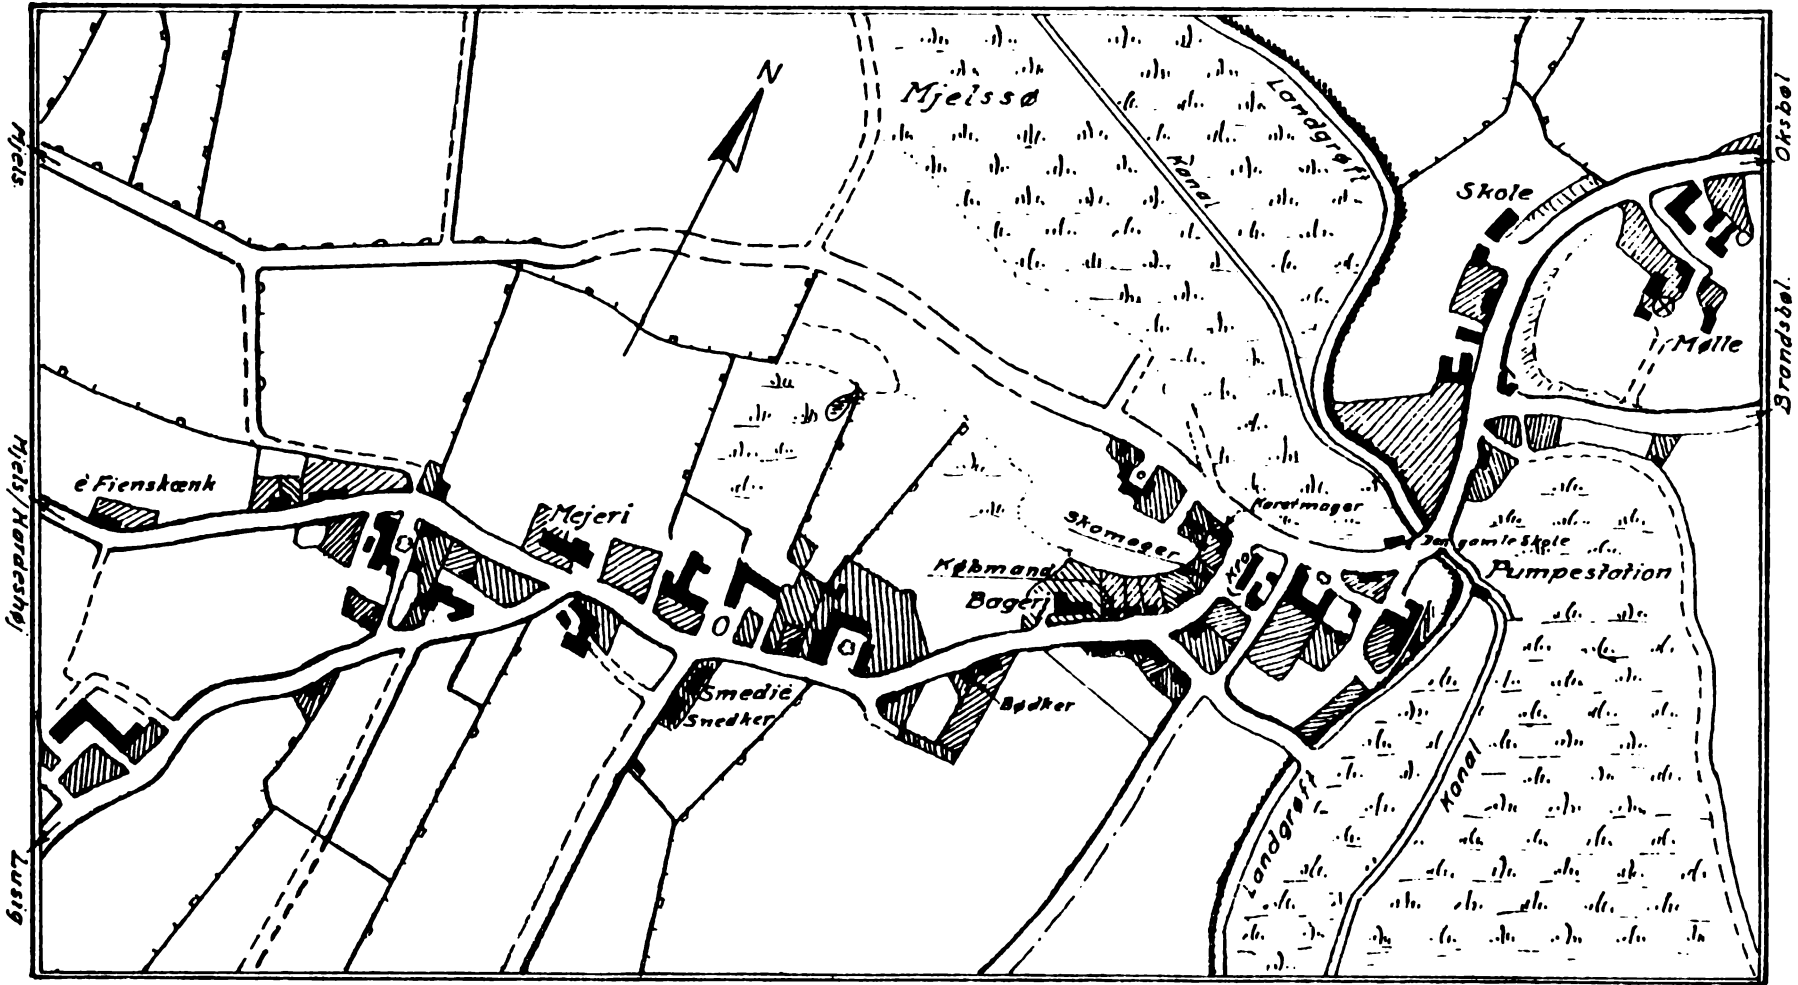 N
Mjelssø
Landgrøft
Kanal
Skole
Oksbøl
Brandsbøl.
Mølle
Mjels.
Mjels/Hardeshøj
Lusig
è Fienskænk
Mejeri
Skomager
Karetmager
Købmand
Bageri
Kro
Den gamle Skole
Pumpestation
Smedie
Snedker
Bødker
Landgrøft
Kanal